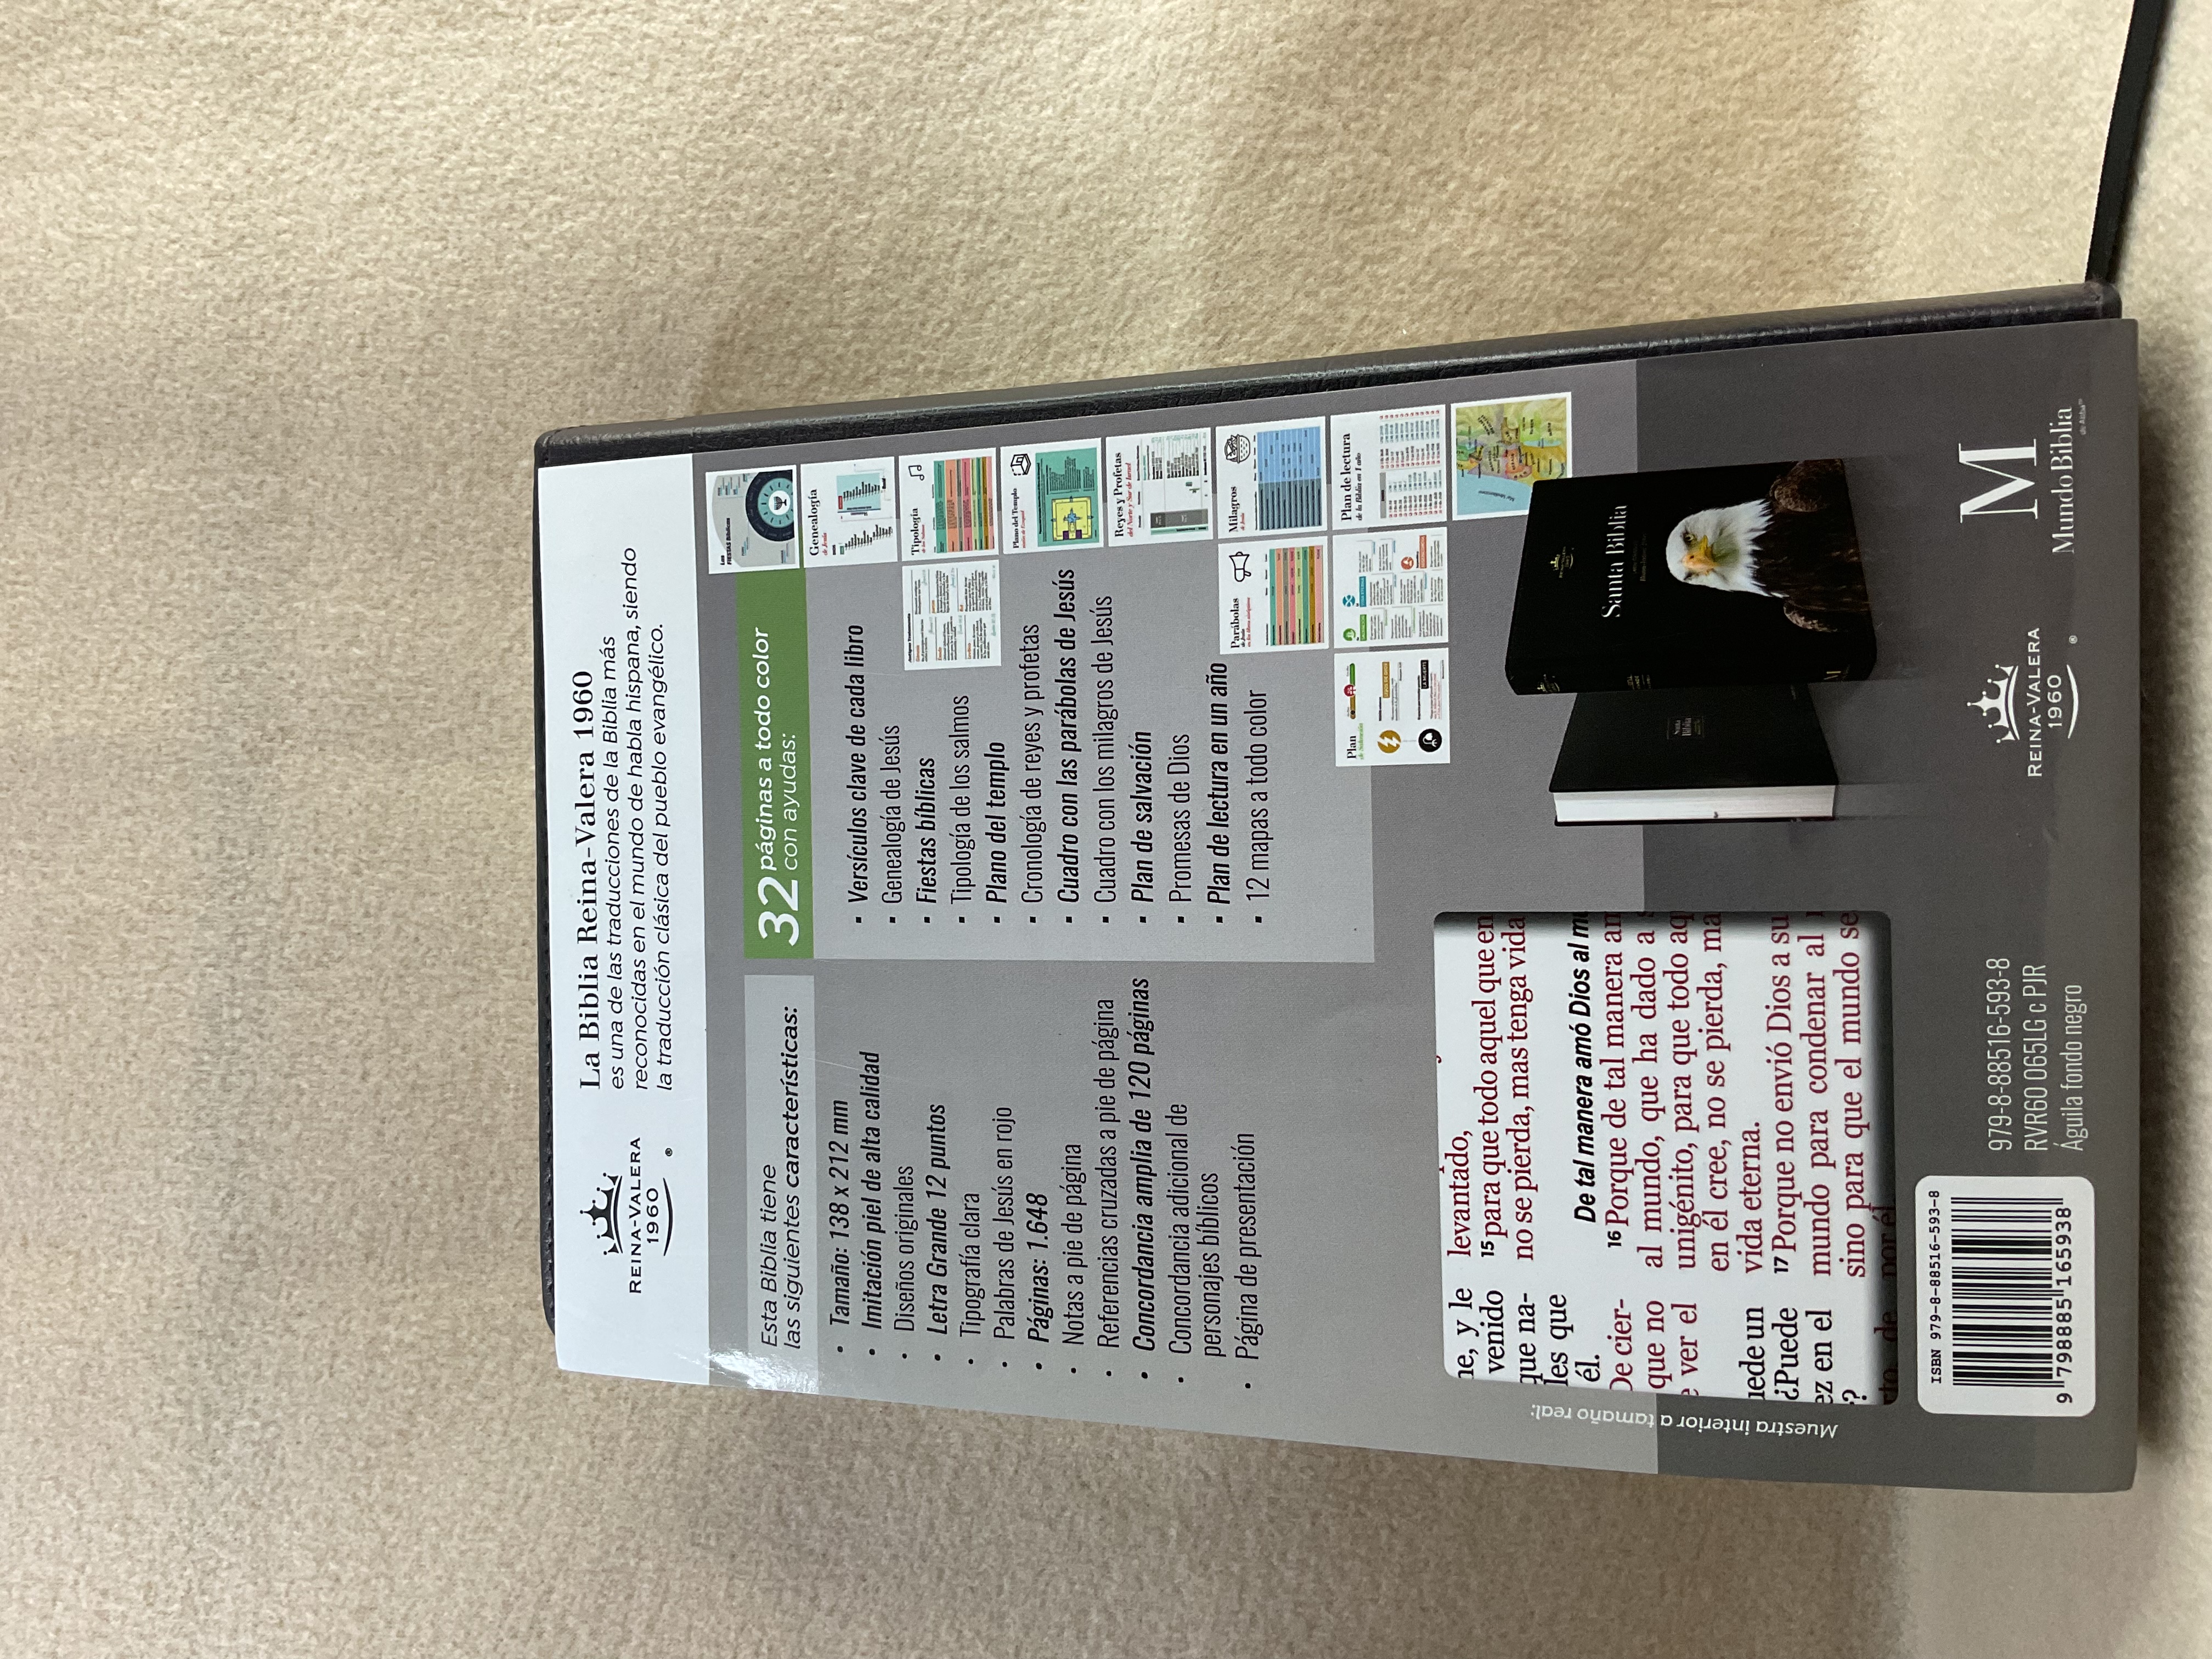 REINA-VALERA
1960
®
La Biblia Reina-Valera 1960
es una de las traducciones de la Biblia más
reconocidas en el mundo de habla hispana, siendo
la traducción clásica del pueblo evangélico.
Esta Biblia tiene
las siguientes características:
• Tamaño: 138 x 212 mm
• Imitación piel de alta calidad
• Diseños originales
• Letra Grande 12 puntos
• Tipografía clara
• Palabras de Jesús en rojo
• Páginas: 1.648
• Notas a pie de página
• Referencias cruzadas a pie de página
• Concordancia amplia de 120 páginas
• Concordancia adicional de
personajes bíblicos
• Página de presentación
32 páginas a todo color
con ayudas:
▪ Versículos clave de cada libro
▪ Genealogía de Jesús
▪ Fiestas bíblicas
▪ Tipología de los salmos
▪ Plano del templo
▪ Cronología de reyes y profetas
▪ Cuadro con las parábolas de Jesús
▪ Cuadro con los milagros de Jesús
▪ Plan de salvación
▪ Promesas de Dios
▪ Plan de lectura en un año
▪ 12 mapas a todo color
Las
FIESTAS Bíblicas
Genealogía
de Jesús
Antiguo Testamento
Tipología
de los Salmos
Plano del Templo
Reyes y Profetas
del Norte y Sur de Israel
Parábolas
de Jesús
Milagros
de Jesús
Plan
de Salvación
LA MUERTE
Plan de lectura
de la Biblia en 1 año
Muestra interior a tamaño real:
ne, y le
venido
que na-
les que
él.
De cier-
que no
e ver el
uede un
¿Puede
ez en el
?
rto, de
levantado,
15 para que todo aquel que en
no se pierda, mas tenga vida
De tal manera amó Dios al mu
16 Porque de tal manera am
al mundo, que ha dado a s
unigénito, para que todo aq
en él cree, no se pierda, ma
vida eterna.
17 Porque no envió Dios a su
mundo para condenar al
sino para que el mundo se
por él.
Santa
Biblia
Santa Biblia
M
ISBN 979-8-88516-593-8
9 798885 165938
979-8-88516-593-8
RVR60 065LG c PJR
Águila fondo negro
REINA-VALERA
1960
®
M
Mundo Biblia
de Abba™